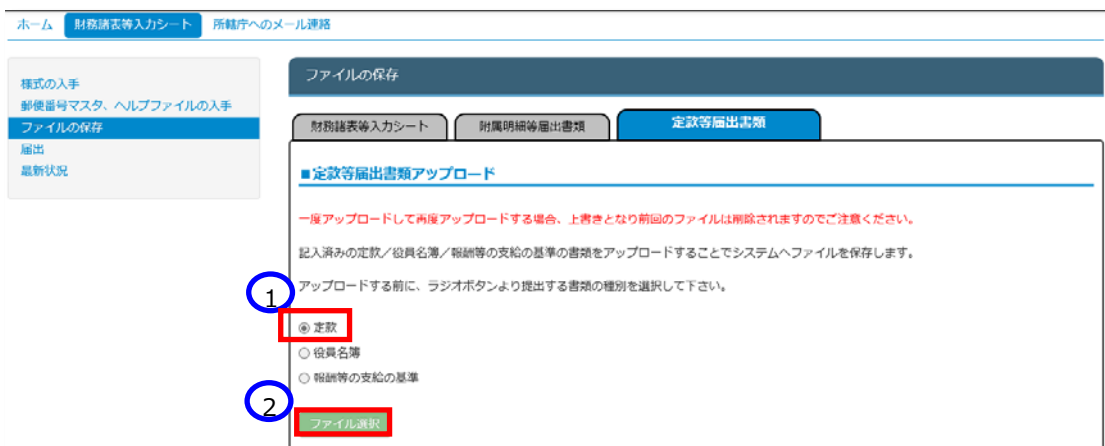 ホーム 財務諸表等入力シート 所轄庁へのメール連絡
様式の入手
郵便番号マスタ、ヘルプファイルの入手
ファイルの保存
届出
最新状況
ファイルの保存
財務諸表等入力シート 附属明細等届出書類 定款等届出書類
■定款等届出書類アップロード
一度アップロードして再度アップロードする場合、上書きとなり前回のファイルは削除されますのでご注意ください。
記入済みの定款／役員名簿／報酬等の支給の基準の書類をアップロードすることでシステムへファイルを保存します。
アップロードする前に、ラジオボタンより提出する書類の種別を選択して下さい。
1
定款
役員名簿
報酬等の支給の基準
2
ファイル選択